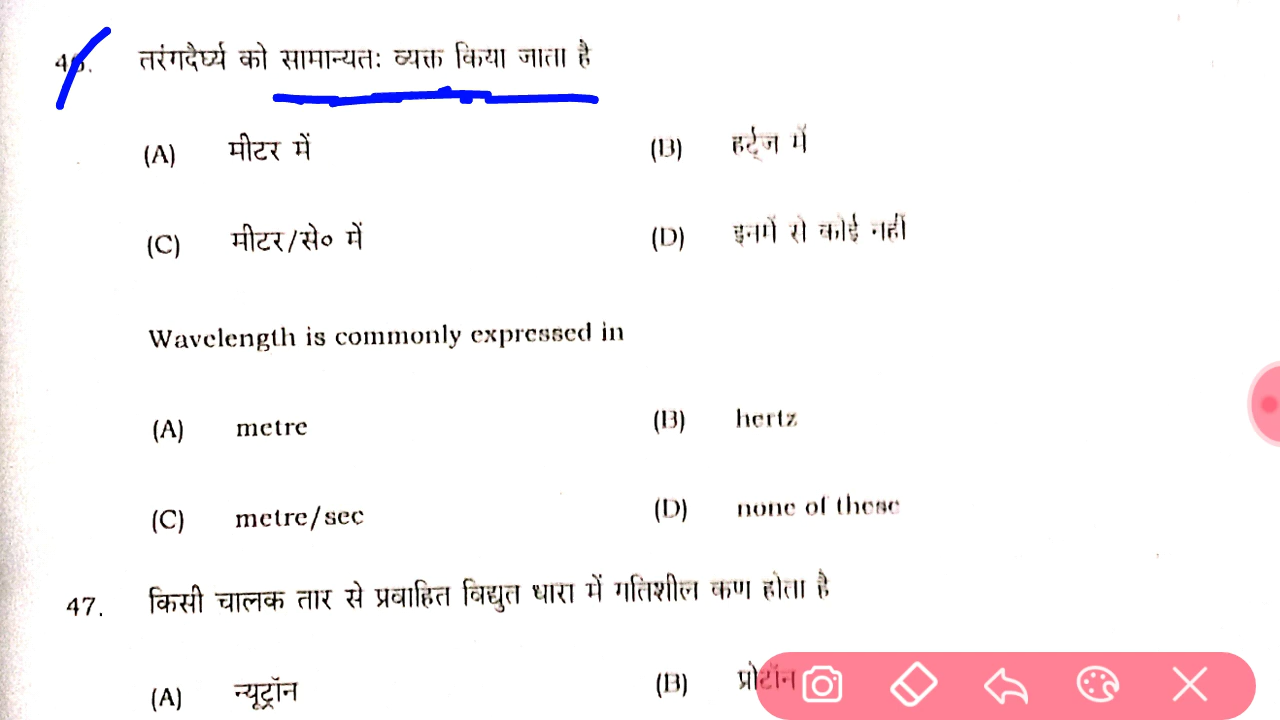 46. तरंगदैर्घ्य को सामान्यतः व्यक्त किया जाता है
(A) मीटर में (B) हर्ट्ज में
(C) मीटर/से० में (D) इनमें से कोई नहीं
Wavelength is commonly expressed in
(A) metre (B) hertz
(C) metre/sec (D) none of these
47. किसी चालक तार से प्रवाहित विद्युत धारा में गतिशील कण होता है
(A) न्यूट्रॉन (B) प्रोटॉन